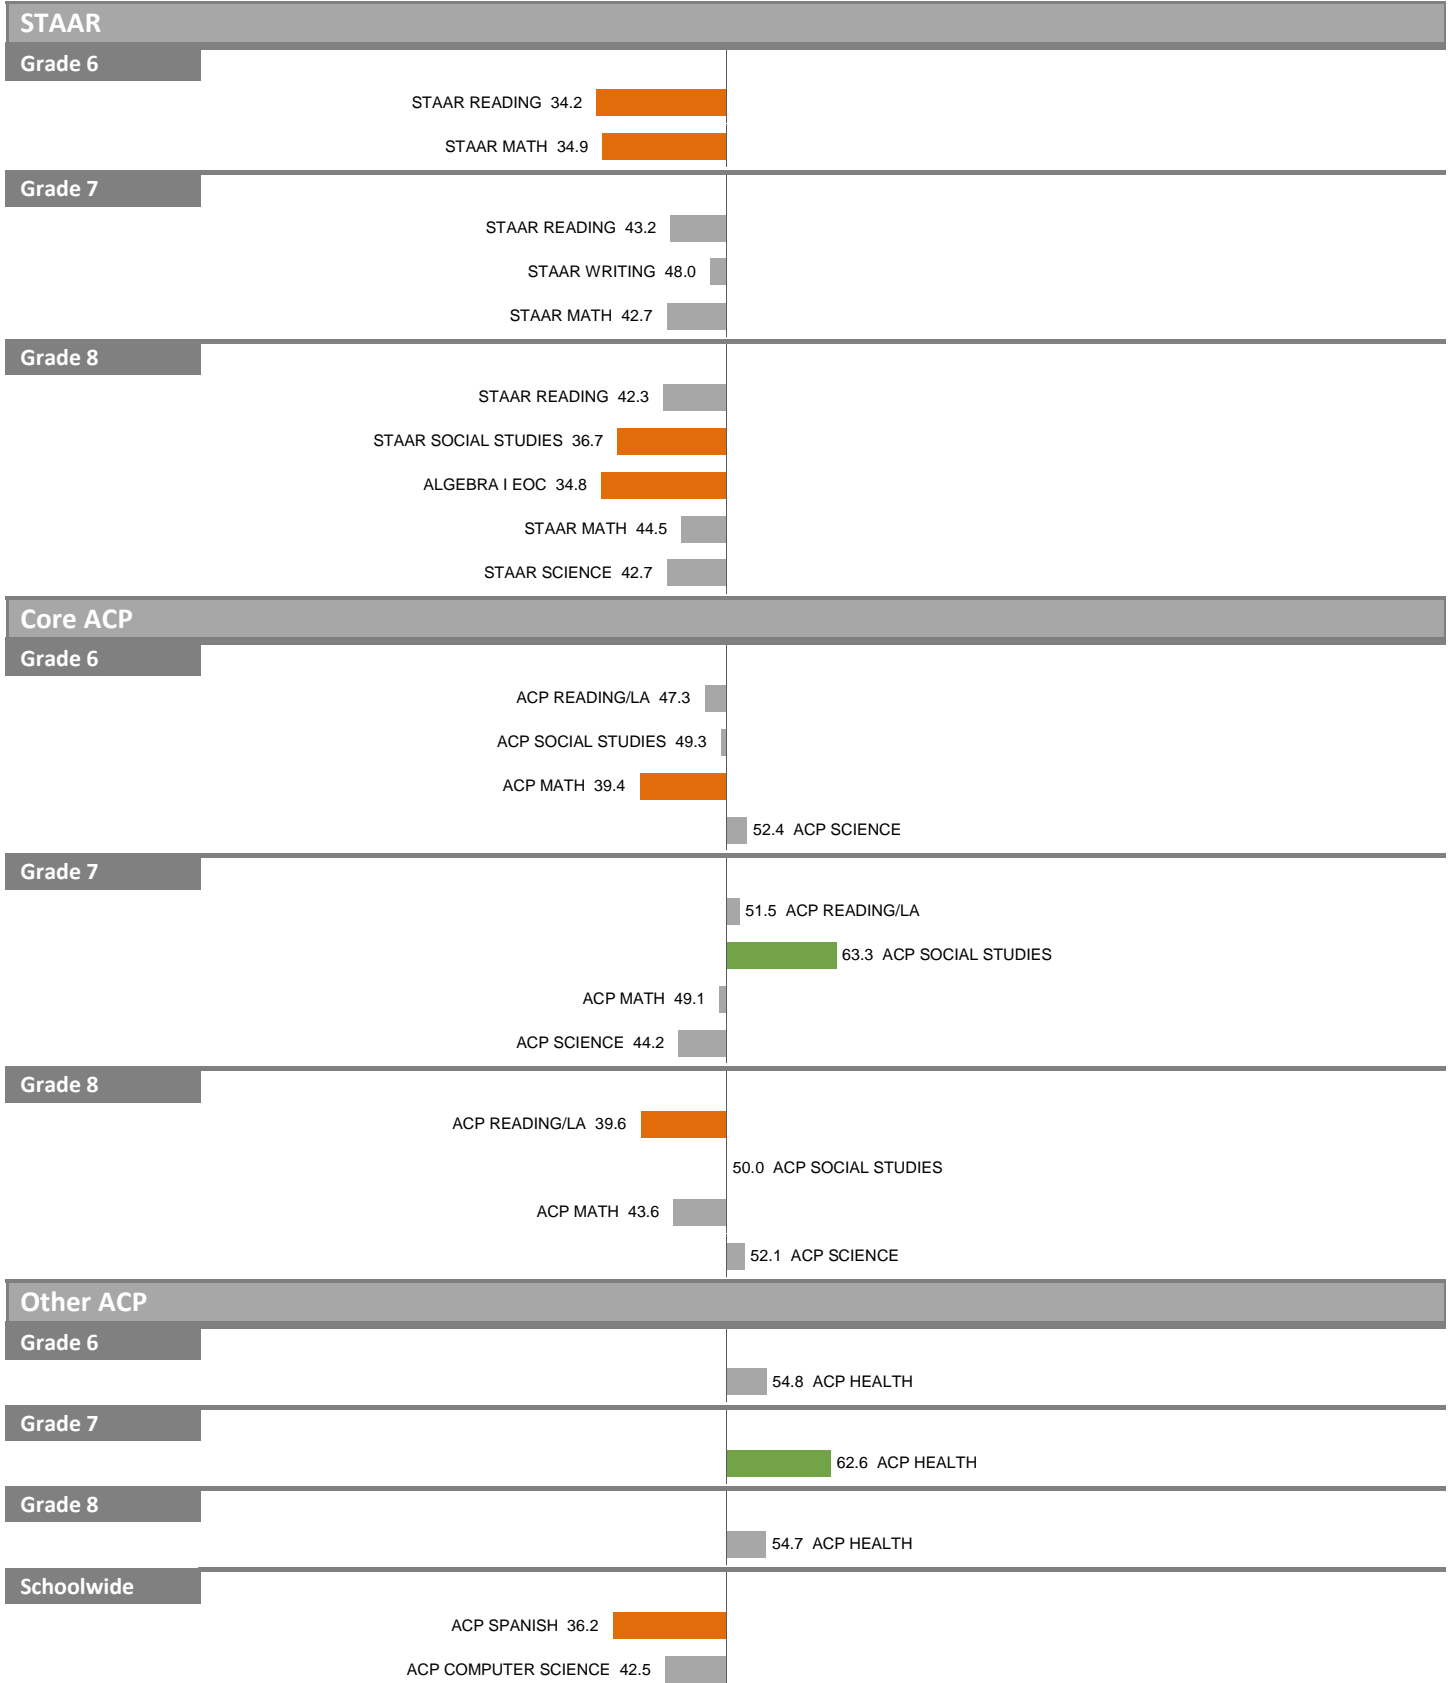 STAAR
Grade 6
STAAR READING 34.2
STAAR MATH 34.9
Grade 7
STAAR READING 43.2
STAAR WRITING 48.0
STAAR MATH 42.7
Grade 8
STAAR READING 42.3
STAAR SOCIAL STUDIES 36.7
ALGEBRA I EOC 34.8
STAAR MATH 44.5
STAAR SCIENCE 42.7
Core ACP
Grade 6
ACP READING/LA 47.3
ACP SOCIAL STUDIES 49.3
ACP MATH 39.4
52.4 ACP SCIENCE
Grade 7
51.5 ACP READING/LA
63.3 ACP SOCIAL STUDIES
ACP MATH 49.1
ACP SCIENCE 44.2
Grade 8
ACP READING/LA 39.6
50.0 ACP SOCIAL STUDIES
ACP MATH 43.6
52.1 ACP SCIENCE
Other ACP
Grade 6
54.8 ACP HEALTH
Grade 7
62.6 ACP HEALTH
Grade 8
54.7 ACP HEALTH
Schoolwide
ACP SPANISH 36.2
ACP COMPUTER SCIENCE 42.5